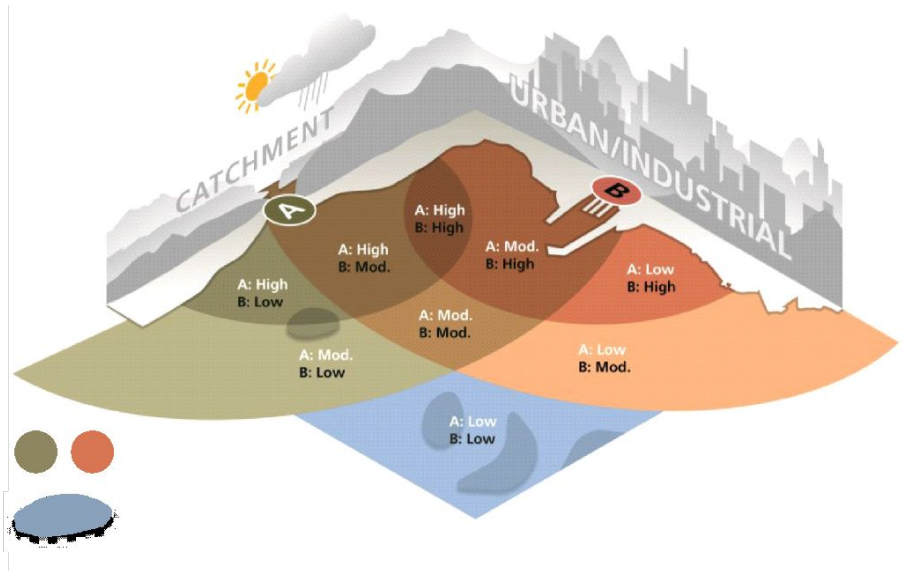 CATCHMENT
URBAN/INDUSTRIAL
A
B
A: High
B: High
A: High
B: Mod.
A: Mod.
B: High
A: Low
B: High
A: High
B: Low
A: Mod.
B: Mod.
A: Mod.
B: Low
A: Low
B: Mod.
A: Low
B: Low